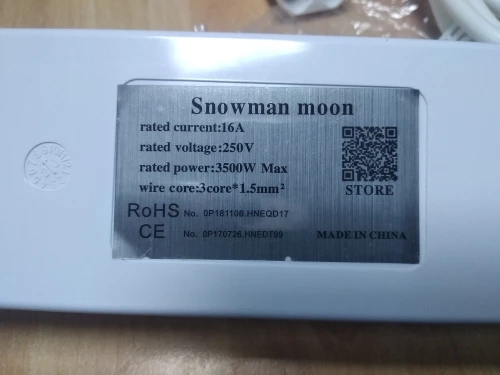 Snowman moon
rated current:16A
rated voltage:250V
rated power:3500W Max
wire core:3core*1.5mm²
STORE
RoHS No. 0P181108.HNEQD17
CE No. 0P170726.HNEDT99
MADE IN CHINA